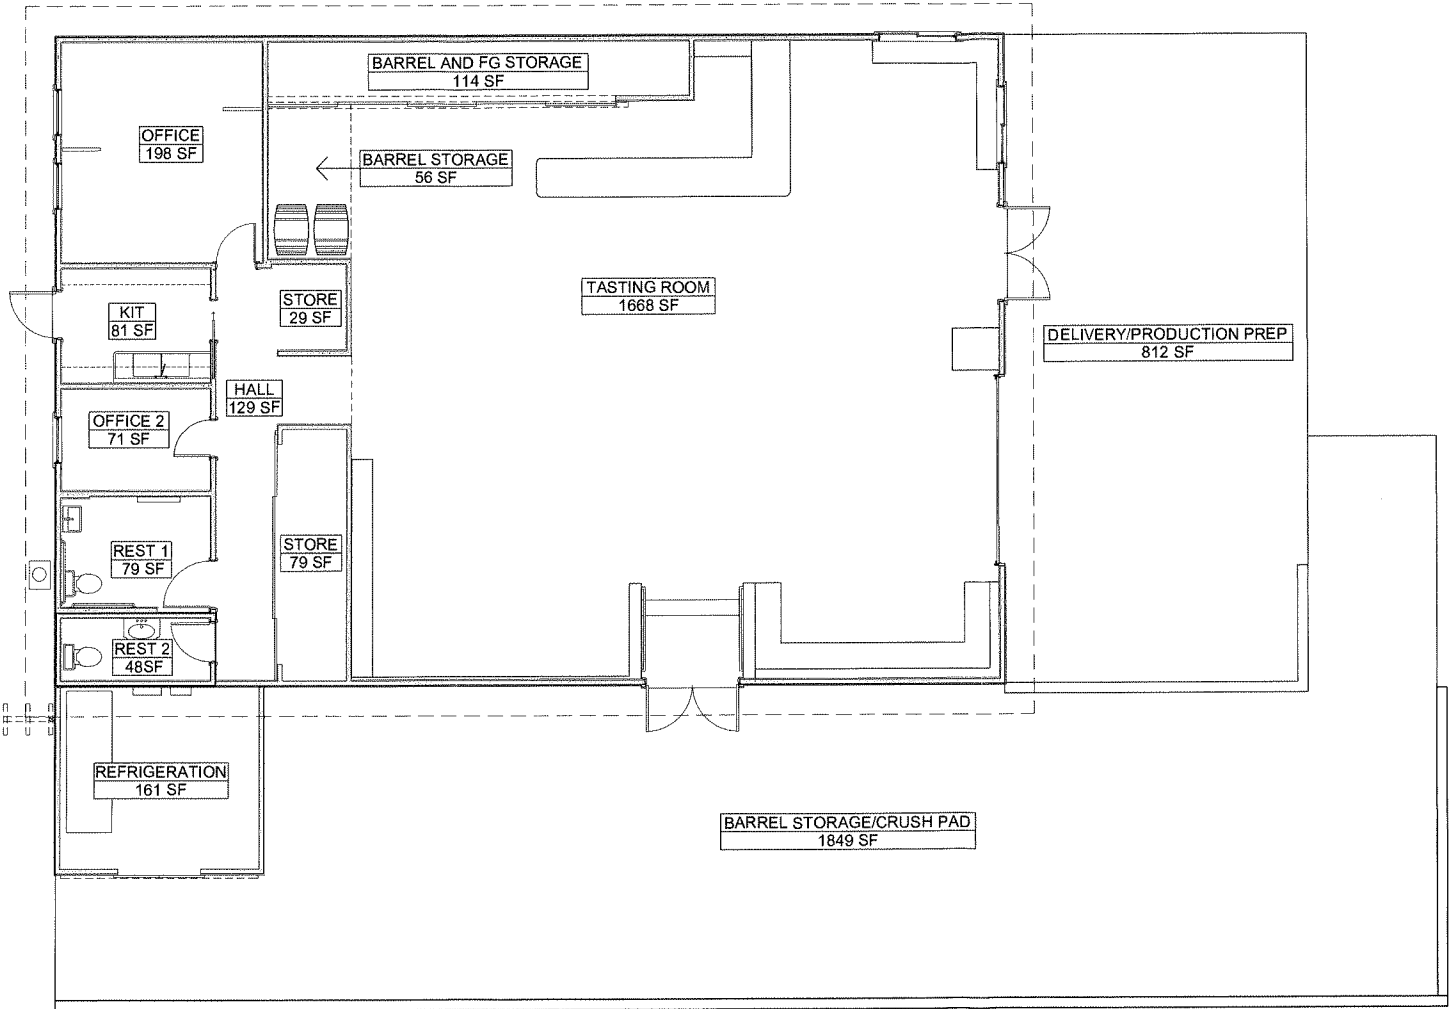 BARREL AND FG STORAGE
114 SF
OFFICE
198 SF
BARREL STORAGE
56 SF
TASTING ROOM
1668 SF
STORE
29 SF
KIT
81 SF
DELIVERY/PRODUCTION PREP
812 SF
HALL
129 SF
OFFICE 2
71 SF
REST 1
79 SF
STORE
79 SF
REST 2
48SF
REFRIGERATION
161 SF
BARREL STORAGE/CRUSH PAD
1849 SF